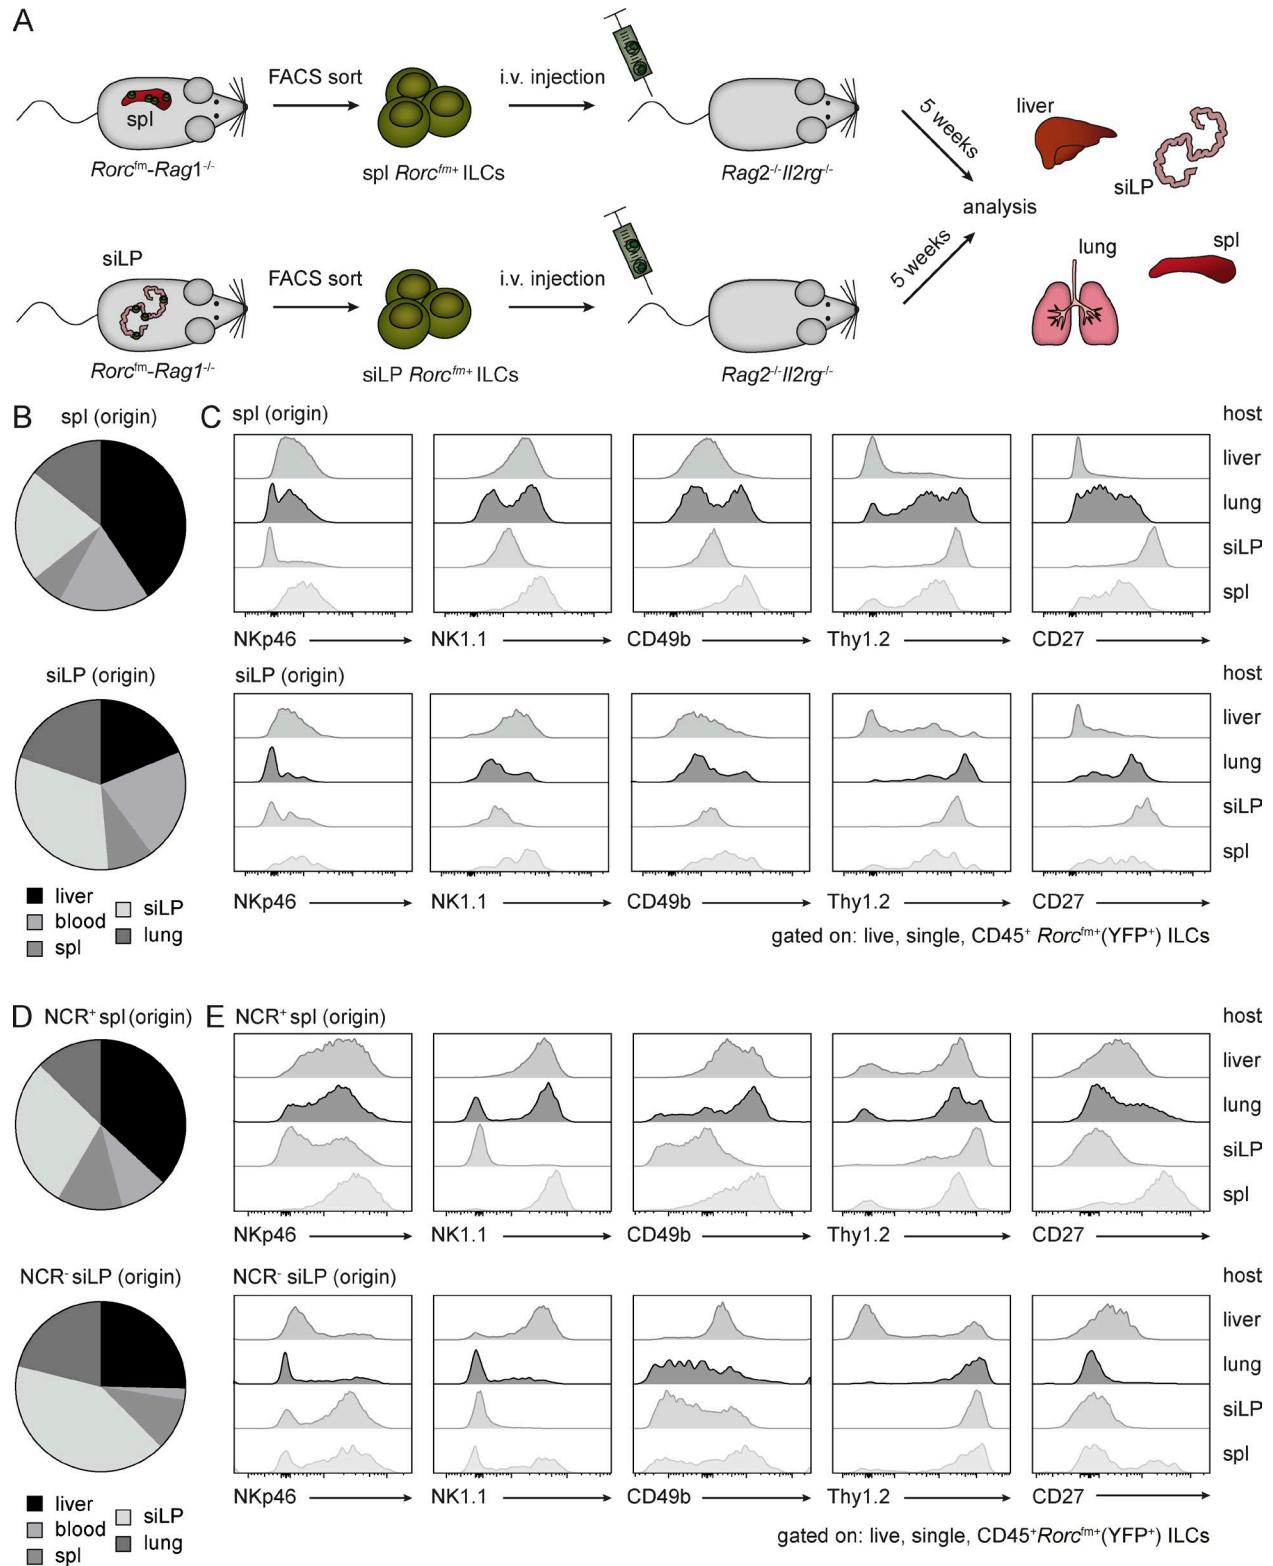 A
FACS sort
i.v. injection
spl
Rorcfm-Rag1-/-
spl Rorcfm+ ILCs
Rag2-/-Il2rg-/-
5 weeks
liver
siLP
analysis
siLP
FACS sort
i.v. injection
5 weeks
lung
spl
Rorcfm-Rag1-/-
siLP Rorcfm+ ILCs
Rag2-/-Il2rg-/-
B
spl (origin)
C
spl (origin)
host
liver
lung
siLP
spl
NKp46
NK1.1
CD49b
Thy1.2
CD27
siLP (origin)
siLP (origin)
host
liver
lung
siLP
spl
NKp46
NK1.1
CD49b
Thy1.2
CD27
liver
blood
spl
siLP
lung
gated on: live, single, CD45+ Rorcfm+(YFP+) ILCs
D
NCR+ spl (origin)
E
NCR+ spl (origin)
host
liver
lung
siLP
spl
NKp46
NK1.1
CD49b
Thy1.2
CD27
NCR- siLP (origin)
NCR- siLP (origin)
host
liver
lung
siLP
spl
NKp46
NK1.1
CD49b
Thy1.2
CD27
liver
blood
spl
siLP
lung
gated on: live, single, CD45+Rorcfm+(YFP+) ILCs